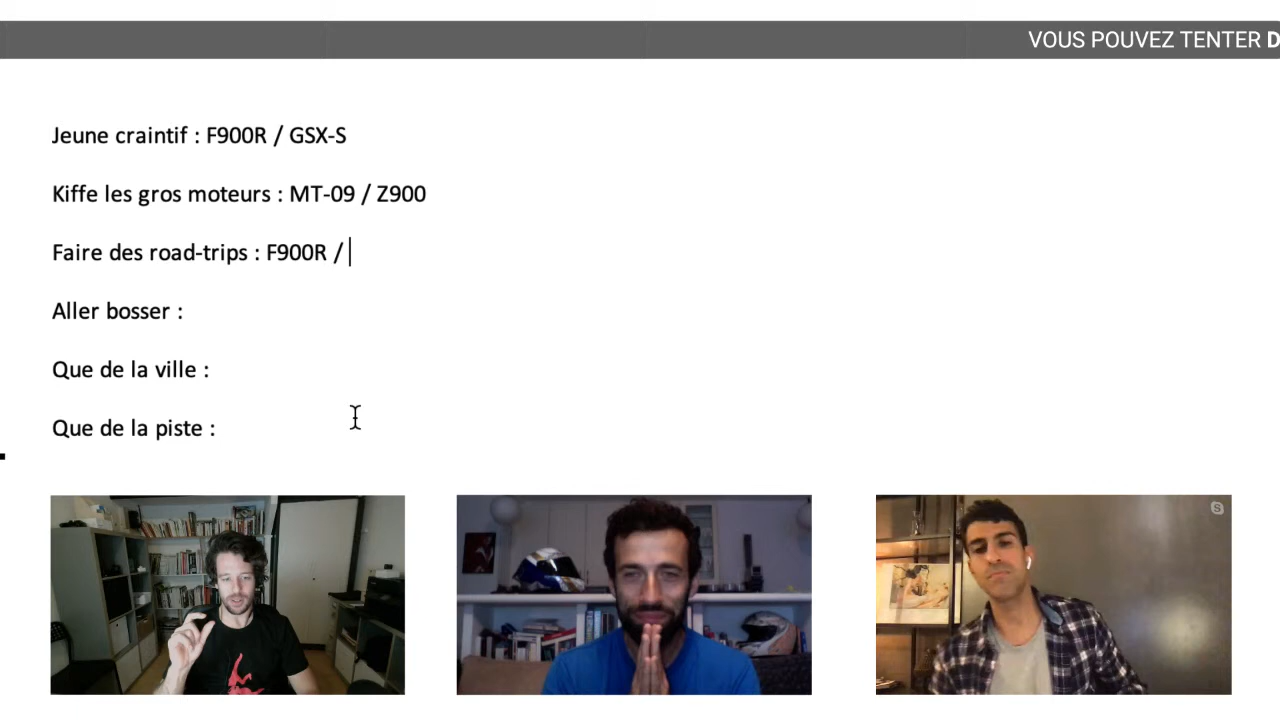 VOUS POUVEZ TENTER D
Jeune craintif : F900R / GSX-S
Kiffe les gros moteurs : MT-09 / Z900
Faire des road-trips : F900R /
Aller bosser :
Que de la ville :
Que de la piste :